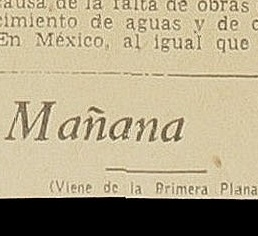 causa de la falta de obras
cimiento de aguas y de
En México, al igual que
Mañana
(Viene de la Primera Plana